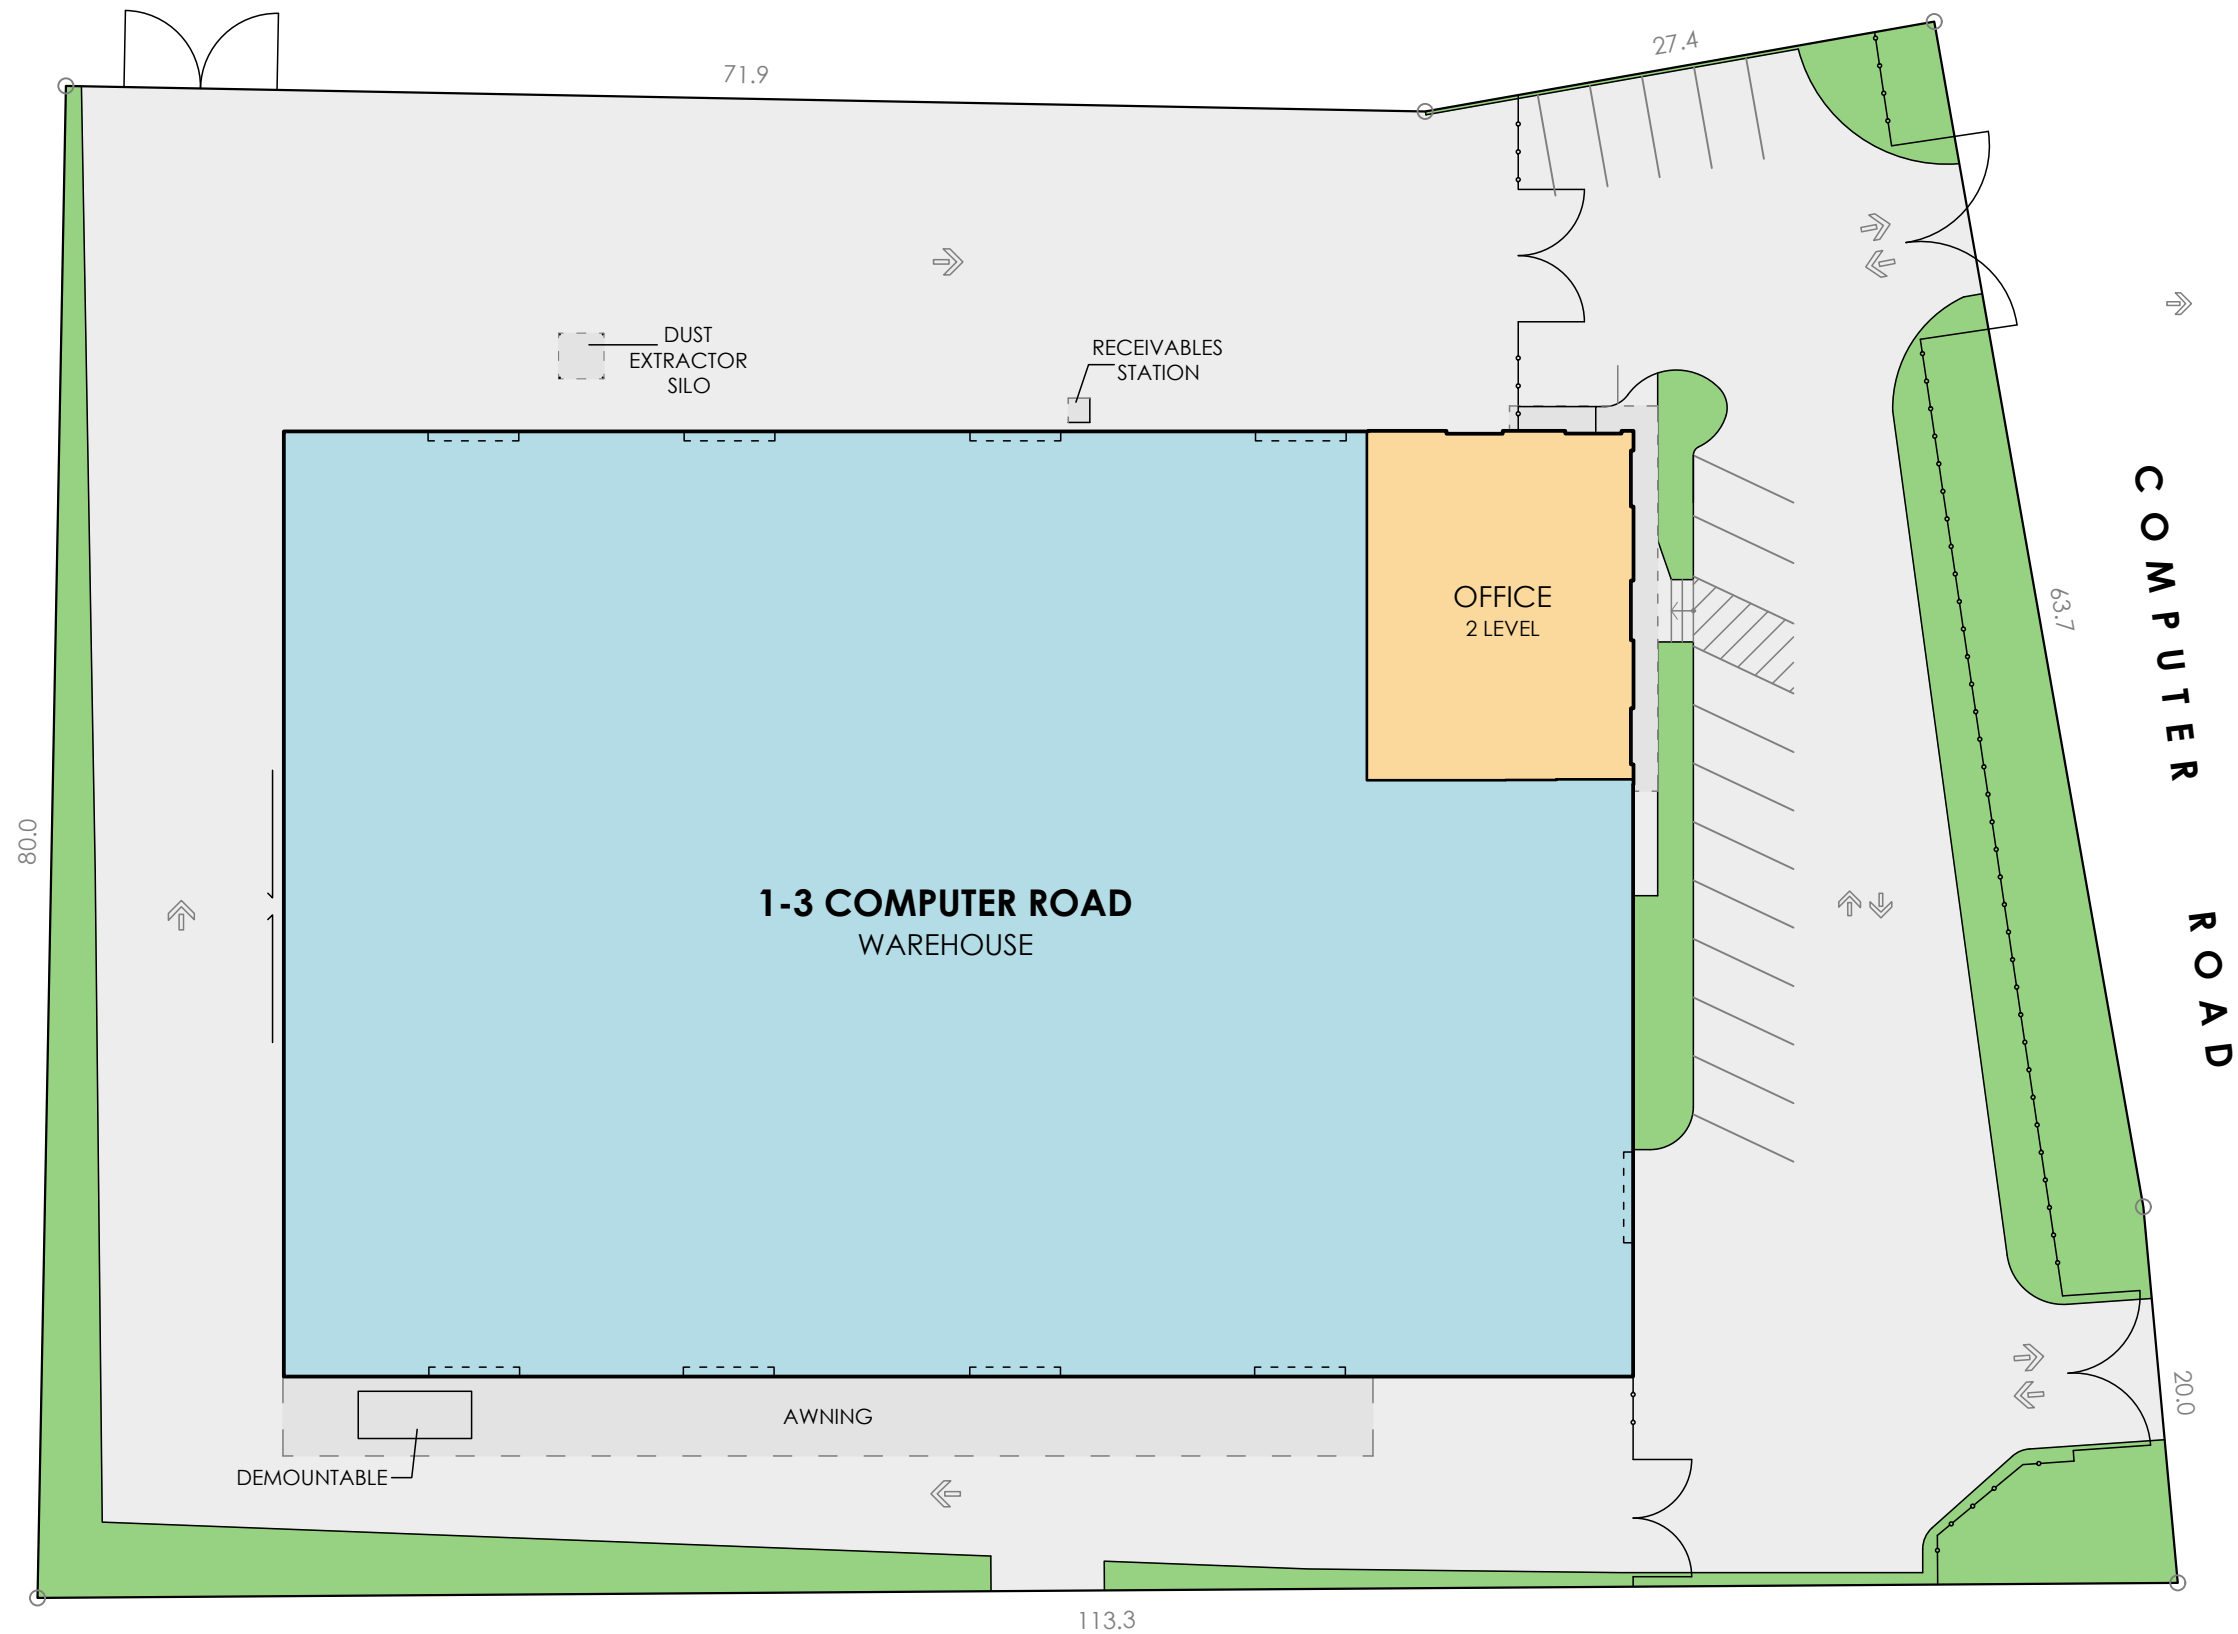 71.9
27.4
DUST
EXTRACTOR
SILO
RECEIVABLES
STATION
OFFICE
2 LEVEL
COMPUTER ROAD
63.7
80.0
1-3 COMPUTER ROAD
WAREHOUSE
AWNING
DEMOUNTABLE
20.0
113.3